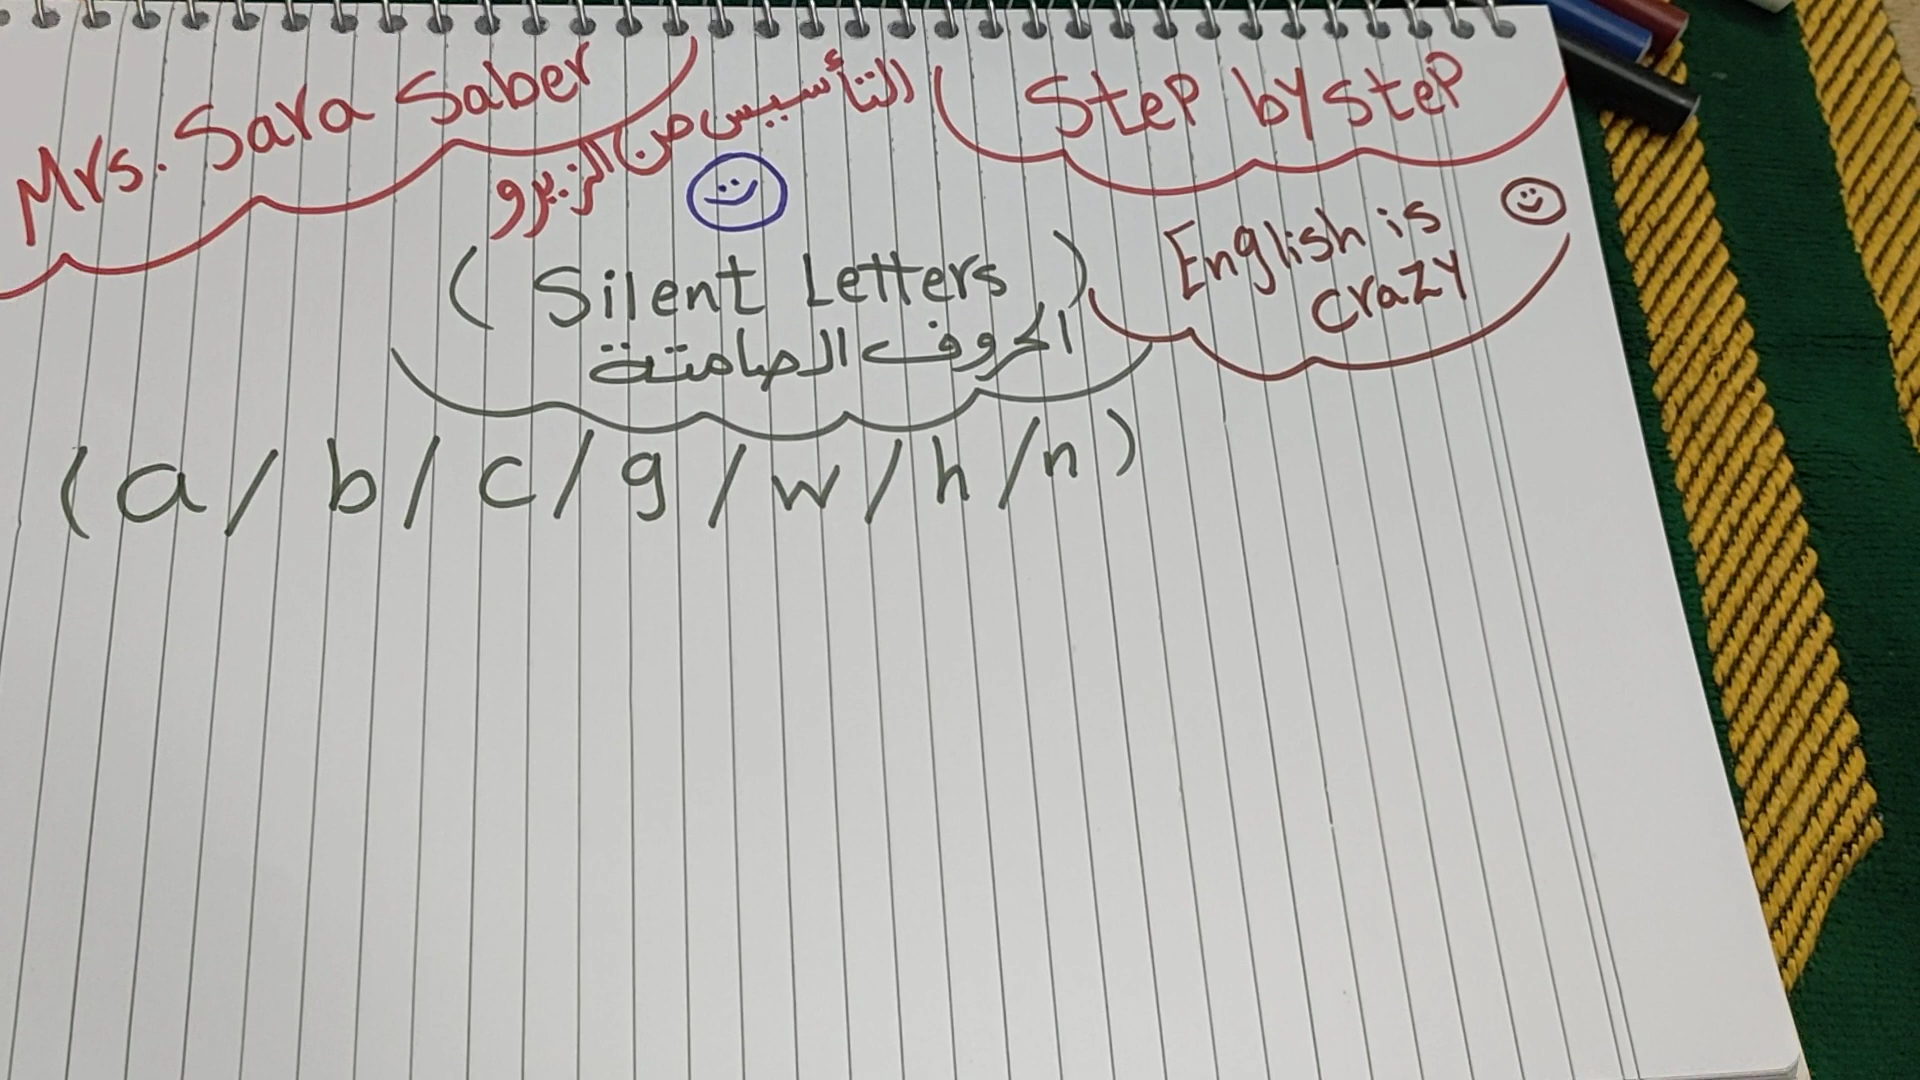 Mrs. Sara Saber
التأسيس من الزيرو
Step by step
English is
crazy
( Silent Letters )
الحروف الصامتة
( a / b / c / g / w / h / n )